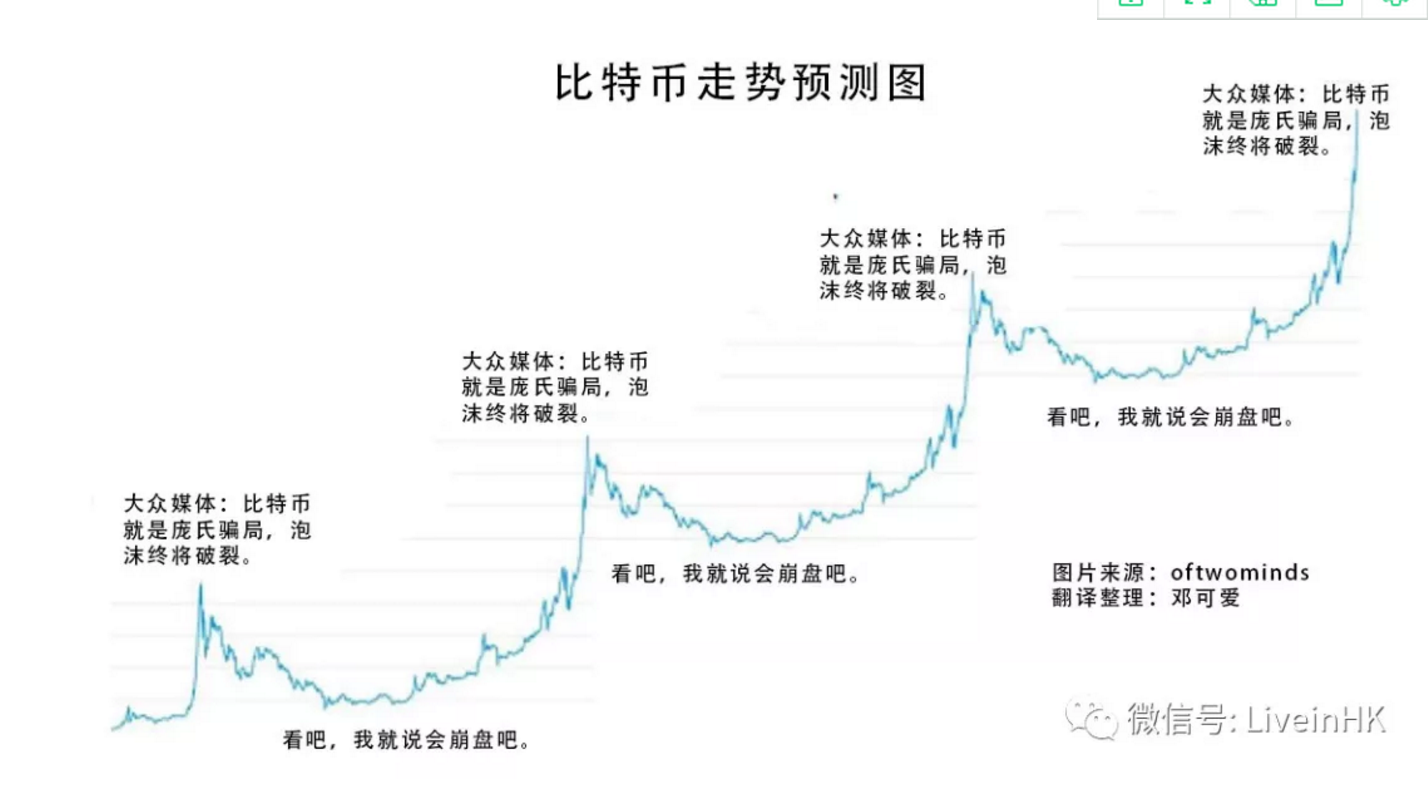 比特币走势预测图
大众媒体：比特币
就是庞氏骗局，泡
沫终将破裂。
大众媒体：比特币
就是庞氏骗局，泡
沫终将破裂。
大众媒体：比特币
就是庞氏骗局，泡
沫终将破裂。
看吧，我就说会崩盘吧。
大众媒体：比特币
就是庞氏骗局，泡
沫终将破裂。
看吧，我就说会崩盘吧。
图片来源：oftwominds
翻译整理：邓可爱
微信号: LiveinHK
看吧，我就说会崩盘吧。